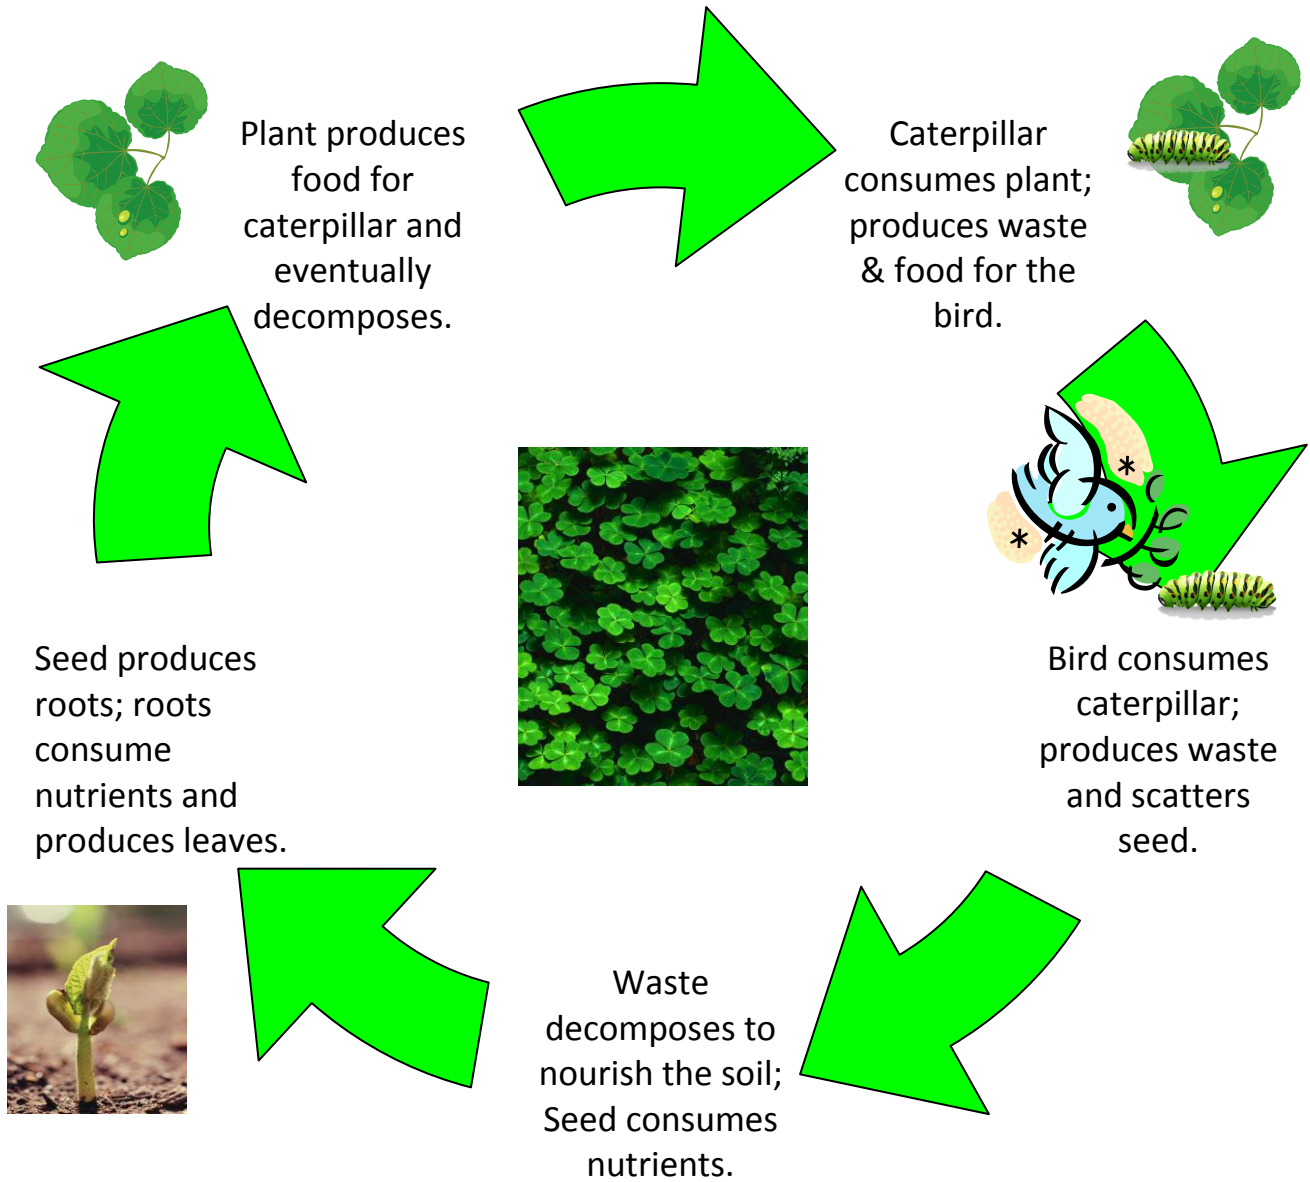 Plant produces
food for
caterpillar and
eventually
decomposes.
Caterpillar
consumes plant;
produces waste
& food for the
bird.
*
*
Bird consumes
caterpillar;
produces waste
and scatters
seed.
Waste
decomposes to
nourish the soil;
Seed consumes
nutrients.
Seed produces
roots; roots
consume
nutrients and
produces leaves.